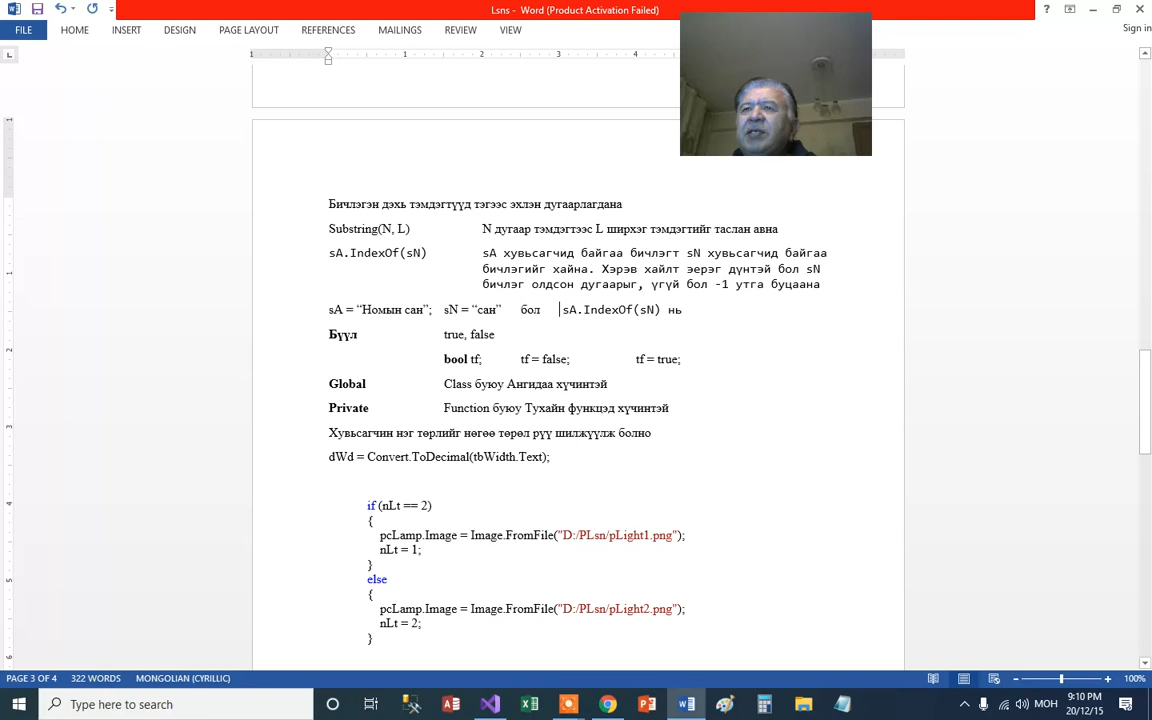 Lsns - Word (Product Activation Failed)
FILE HOME INSERT DESIGN PAGE LAYOUT REFERENCES MAILINGS REVIEW VIEW Sign in
1 1 2 3 4
Бичлэгэн дэхь тэмдэгтүүд тэгээс эхлэн дугаарлагдана
Substring(N, L) N дугаар тэмдэгтээс L ширхэг тэмдэгтийг таслан авна
sA.IndexOf(sN) sA хувьсагчид байгаа бичлэгт sN хувьсагчид байгаа
бичлэгийг хайна. Хэрэв хайлт эерэг дүнтэй бол sN
бичлэг олдсон дугаарыг, үгүй бол -1 утга буцаана
sA = “Номын сан”; sN = “сан” бол sA.IndexOf(sN) нь
Бүүл true, false
bool tf; tf = false; tf = true;
Global Class буюу Ангидаа хүчинтэй
Private Function буюу Тухайн функцэд хүчинтэй
Хувьсагчин нэг төрлийг нөгөө төрөл рүү шилжүүлж болно
dWd = Convert.ToDecimal(tbWidth.Text);
if (nLt == 2)
{
pcLamp.Image = Image.FromFile("D:/PLsn/pLight1.png");
nLt = 1;
}
else
{
pcLamp.Image = Image.FromFile("D:/PLsn/pLight2.png");
nLt = 2;
}
PAGE 3 OF 4 322 WORDS MONGOLIAN (CYRILLIC) 100%
Type here to search
МОН
9:10 PM
20/12/15